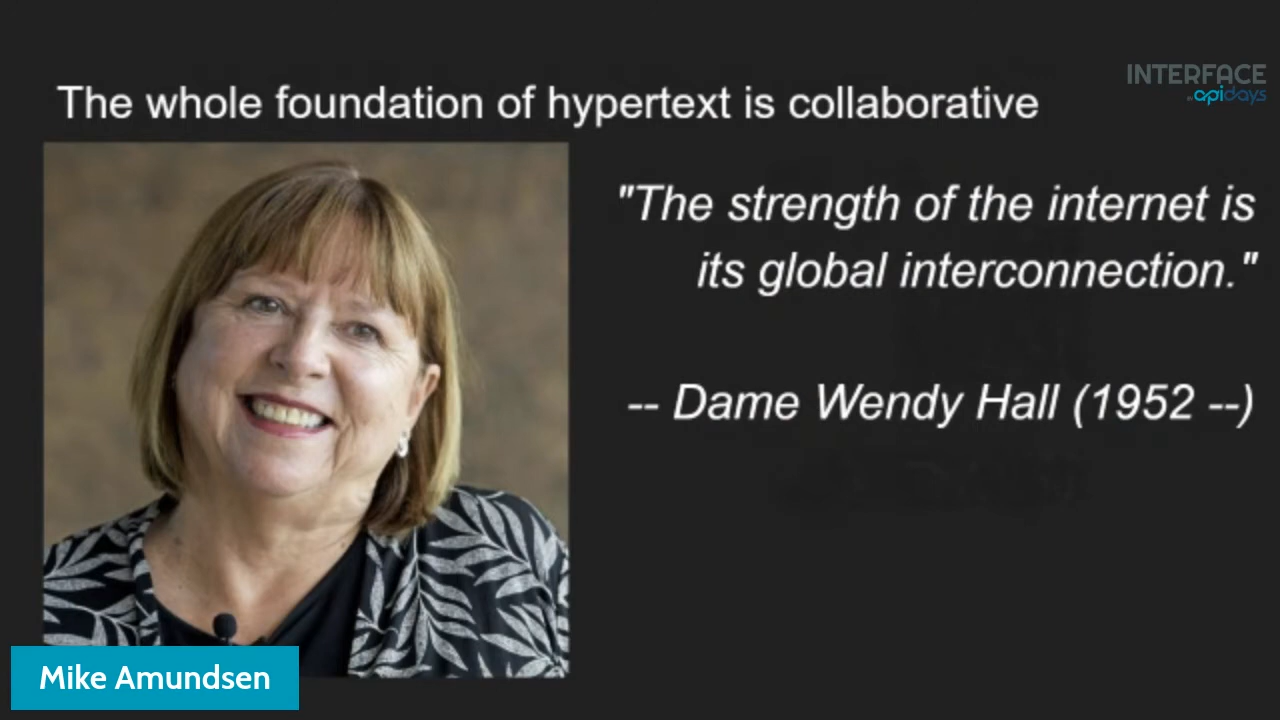 INTERFACE
BY apidays
The whole foundation of hypertext is collaborative
"The strength of the internet is
its global interconnection."
-- Dame Wendy Hall (1952 --)
Mike Amundsen